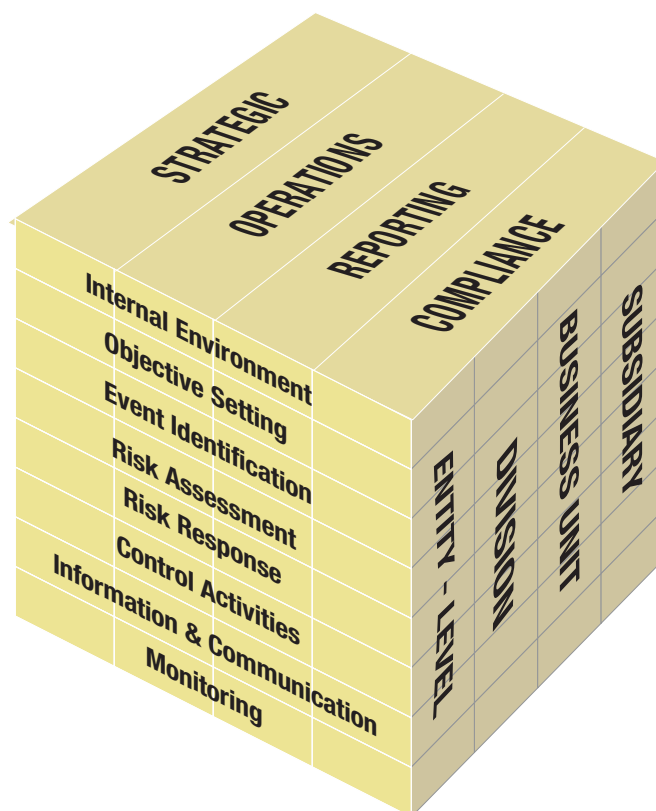 STRATEGIC
OPERATIONS
REPORTING
COMPLIANCE
Internal Environment
Objective Setting
Event Identification
Risk Assessment
Risk Response
Control Activities
Information & Communication
Monitoring
ENTITY - LEVEL
DIVISION
BUSINESS UNIT
SUBSIDIARY